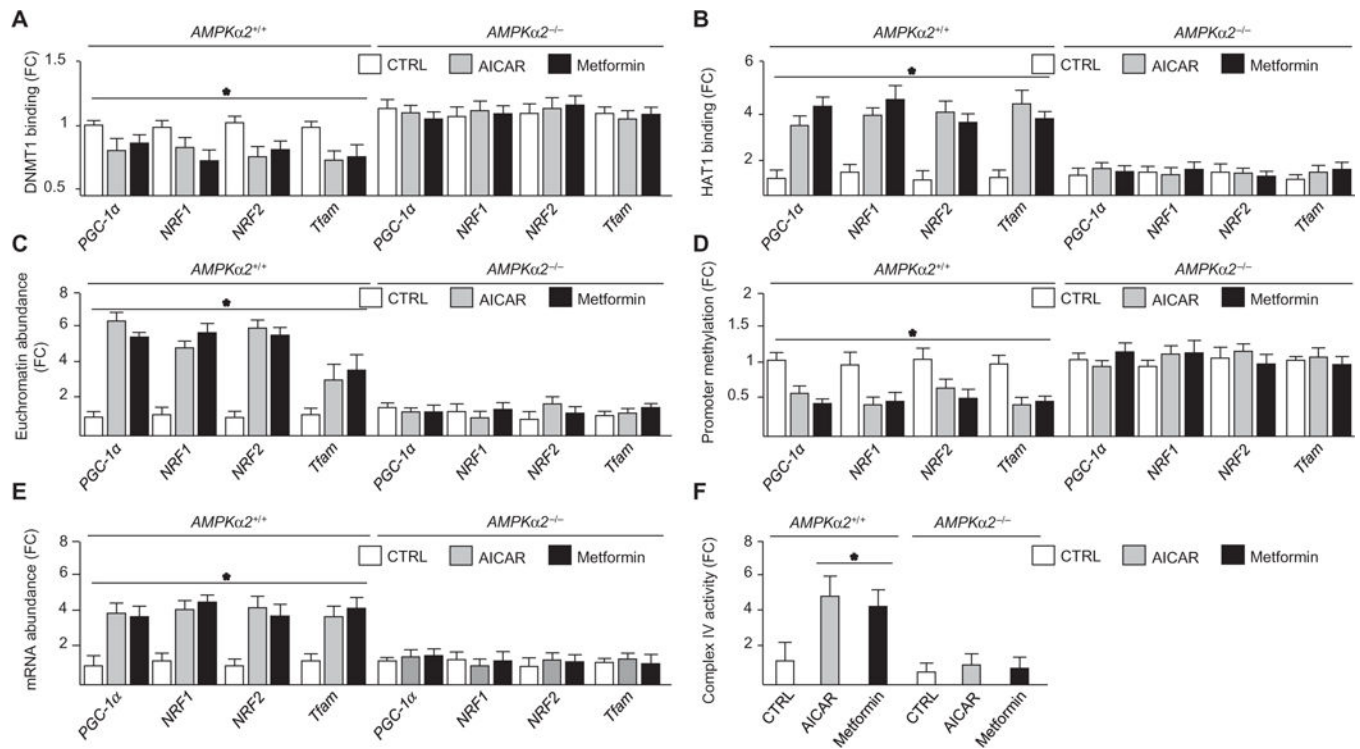 A
AMPKα2+/+ AMPKα2−/−
CTRL AICAR Metformin
DNMT1 binding (FC)
1.5
1
0.5
*
PGC-1α NRF1 NRF2 Tfam PGC-1α NRF1 NRF2 Tfam
B
AMPKα2+/+ AMPKα2−/−
CTRL AICAR Metformin
HAT1 binding (FC)
6
4
2
*
PGC-1α NRF1 NRF2 Tfam PGC-1α NRF1 NRF2 Tfam
C
AMPKα2+/+ AMPKα2−/−
CTRL AICAR Metformin
Euchromatin abundance
(FC)
8
6
4
2
*
PGC-1α NRF1 NRF2 Tfam PGC-1α NRF1 NRF2 Tfam
D
AMPKα2+/+ AMPKα2−/−
CTRL AICAR Metformin
Promoter methylation (FC)
2
1.5
1
0.5
*
PGC-1α NRF1 NRF2 Tfam PGC-1α NRF1 NRF2 Tfam
E
AMPKα2+/+ AMPKα2−/−
CTRL AICAR Metformin
mRNA abundance (FC)
8
6
4
2
*
PGC-1α NRF1 NRF2 Tfam PGC-1α NRF1 NRF2 Tfam
F
AMPKα2+/+ AMPKα2−/−
CTRL AICAR Metformin
Complex IV activity (FC)
8
6
4
2
*
CTRL AICAR Metformin CTRL AICAR Metformin